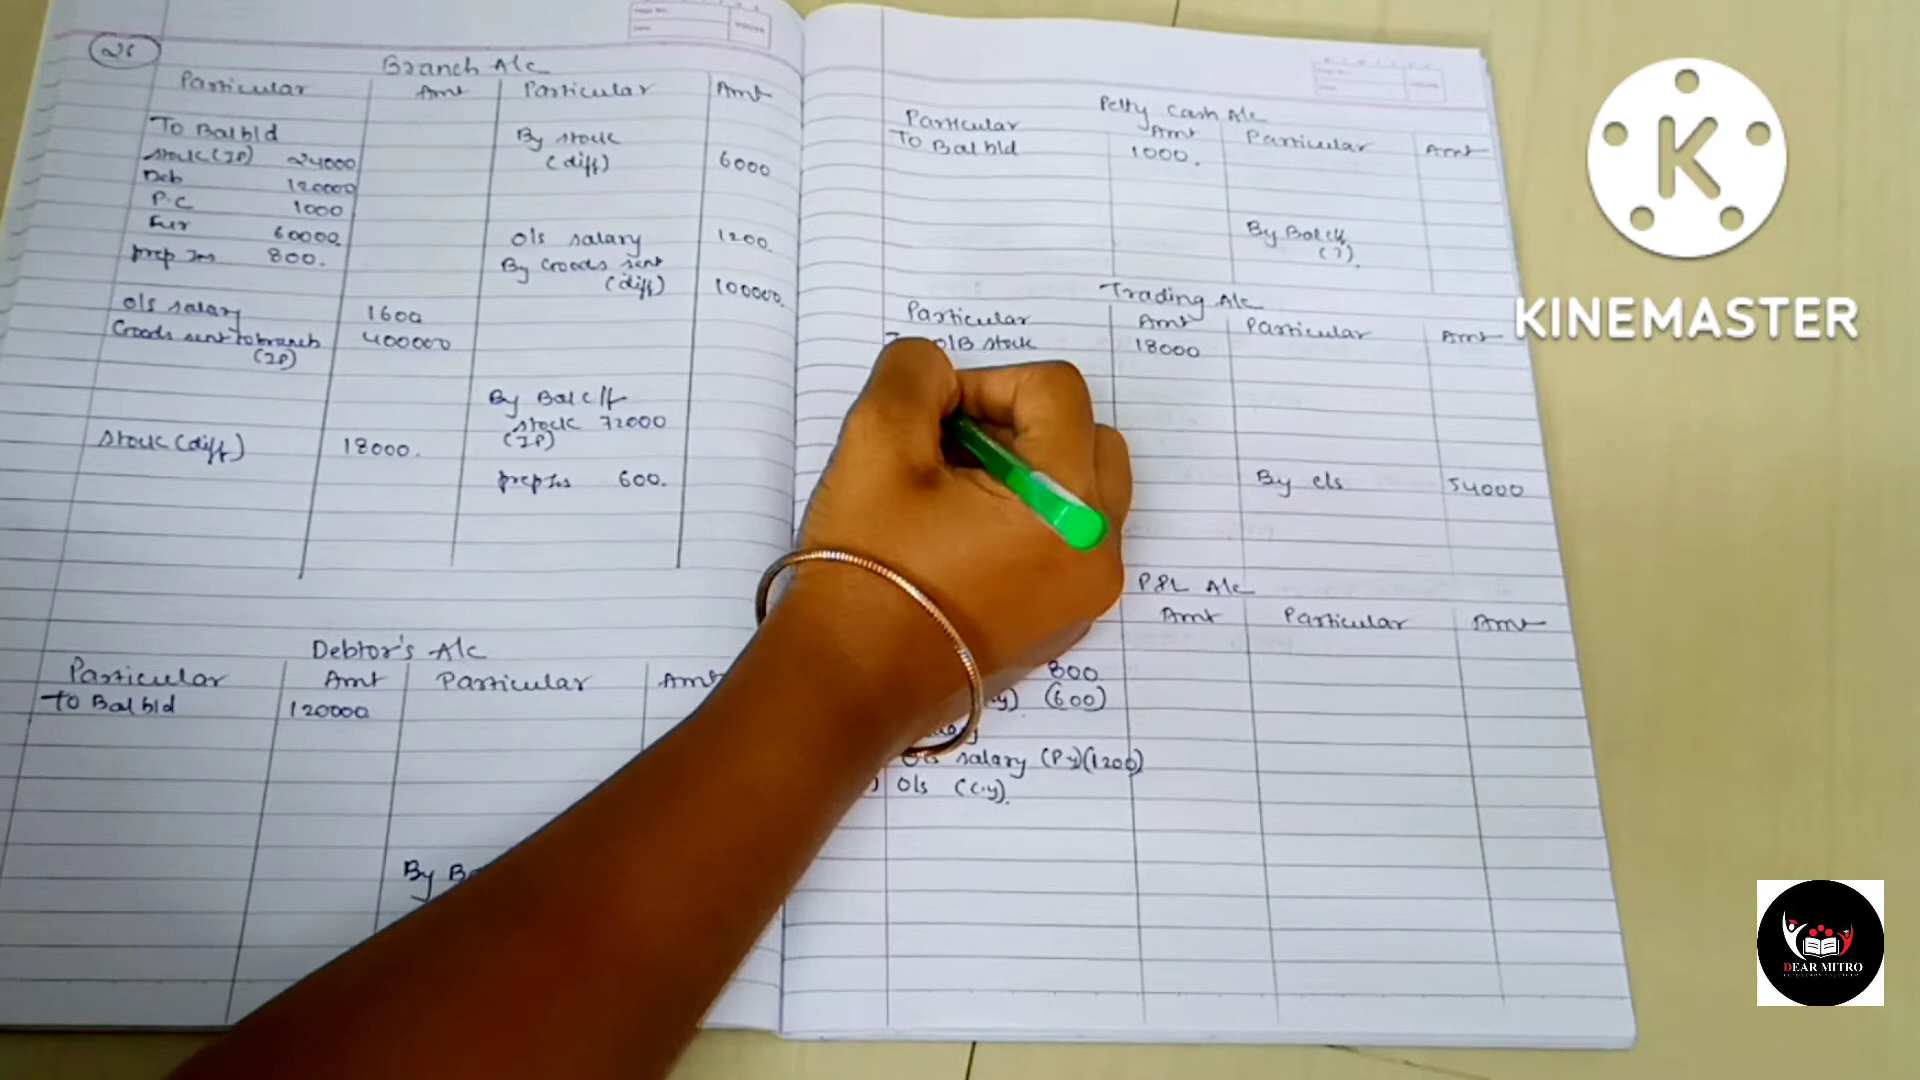 26
Branch A/c
Particular Amt Particular Amt
To Bal b/d
Stock (IP) 24000
Deb 120000
P.C 1000
Fur 60000
prep Ins 800.
O/s salary 1600
Goods sent to branch 400000
(IP)
Stock (diff) 18000.
By stock
(diff) 6000
O/s salary 1200.
By Goods sent
(diff) 100000.
By Bal c/f
stock 72000
(IP)
prep Ins 600.
Debtor's A/c
Particular Amt Particular Amt
To Bal b/d 120000
By
Petty Cash A/c
Particular Amt Particular Amt
To Bal b/d 1000.
By Bal c/f
(?).
Trading A/c
Particular Amt Particular Amt
O/B stock 18000
By cls 54000
P&L A/c
Amt Particular Amt
800
(600)
O/s salary (P.y) (1200)
O/s (C.y).
K
KINEMASTER
DEAR MITRO